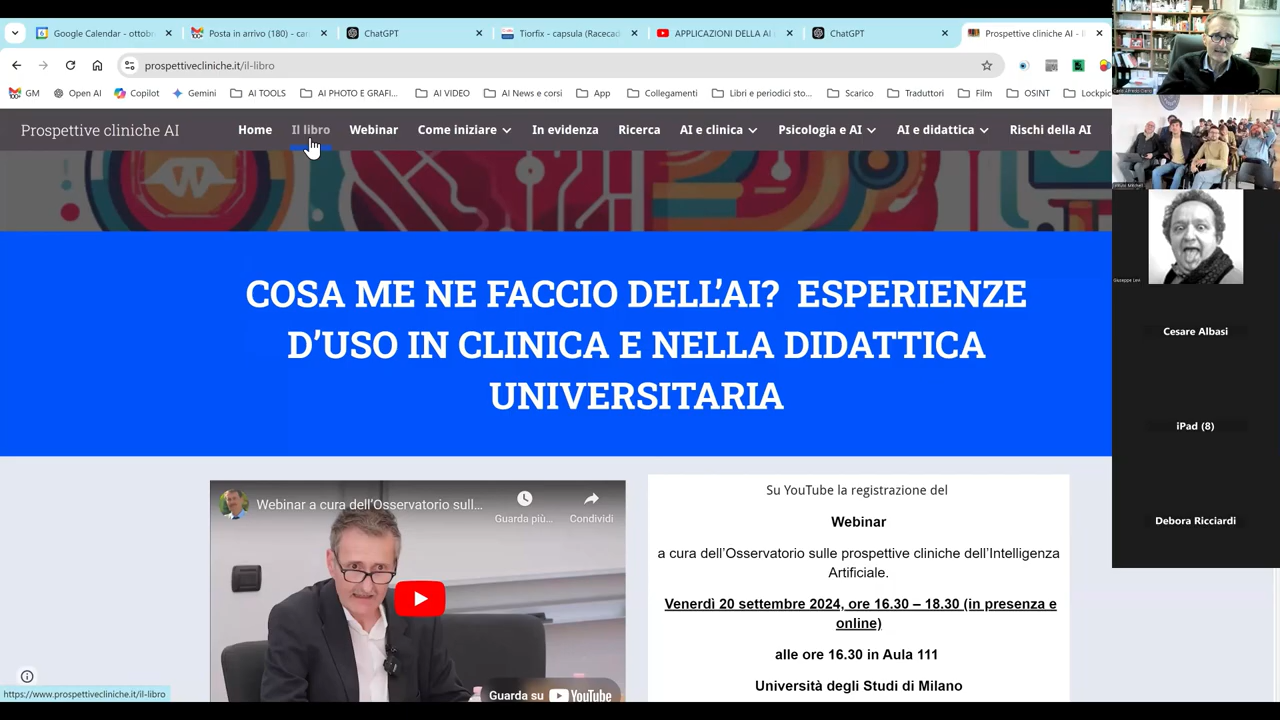 Google Calendar - ottob
Posta in arrivo (180) - car
ChatGPT
Tiorfix - capsula (Racecad
APPLICAZIONI DELLA AI
ChatGPT
Prospettive cliniche AI - Il
prospettivecliniche.it/il-libro
GM
Open AI
Copilot
Gemini
AI TOOLS
AI PHOTO E GRAFI...
AI VIDEO
AI News e corsi
App
Collegamenti
Libri e periodici sto...
Scarico
Traduttori
Film
OSINT
Lockpic
Prospettive cliniche AI
Home
Il libro
Webinar
Come iniziare
In evidenza
Ricerca
AI e clinica
Psicologia e AI
AI e didattica
Rischi della AI
COSA ME NE FACCIO DELL’AI? ESPERIENZE
D’USO IN CLINICA E NELLA DIDATTICA
UNIVERSITARIA
Webinar a cura dell’Osservatorio sull...
Guarda più...
Condividi
Guarda su YouTube
Su YouTube la registrazione del
Webinar
a cura dell’Osservatorio sulle prospettive cliniche dell’Intelligenza
Artificiale.
Venerdì 20 settembre 2024, ore 16.30 – 18.30 (in presenza e
online)
alle ore 16.30 in Aula 111
Università degli Studi di Milano
https://www.prospettivecliniche.it/il-libro
Cesare Albasi
iPad (8)
Debora Ricciardi